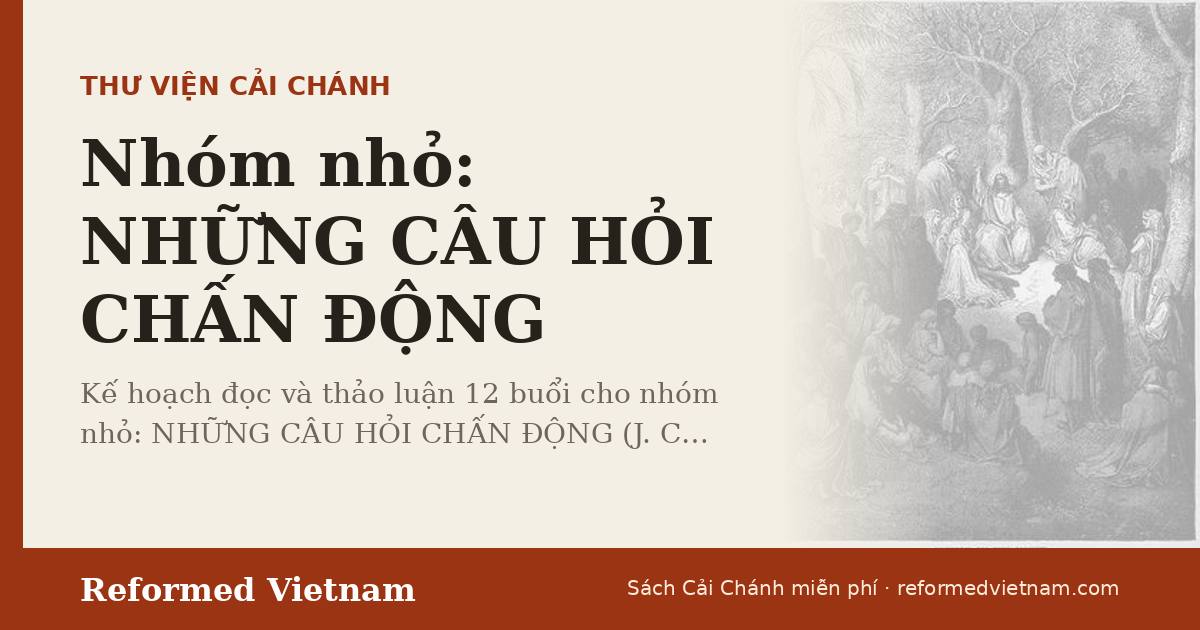 THƯ VIỆN CẢI CHÁNH
Nhóm nhỏ:
NHỮNG CÂU HỎI
CHẤN ĐỘNG
Kế hoạch đọc và thảo luận 12 buổi cho nhóm
nhỏ: NHỮNG CÂU HỎI CHẤN ĐỘNG (J. C...
Reformed Vietnam
Sách Cải Chánh miễn phí · reformedvietnam.com